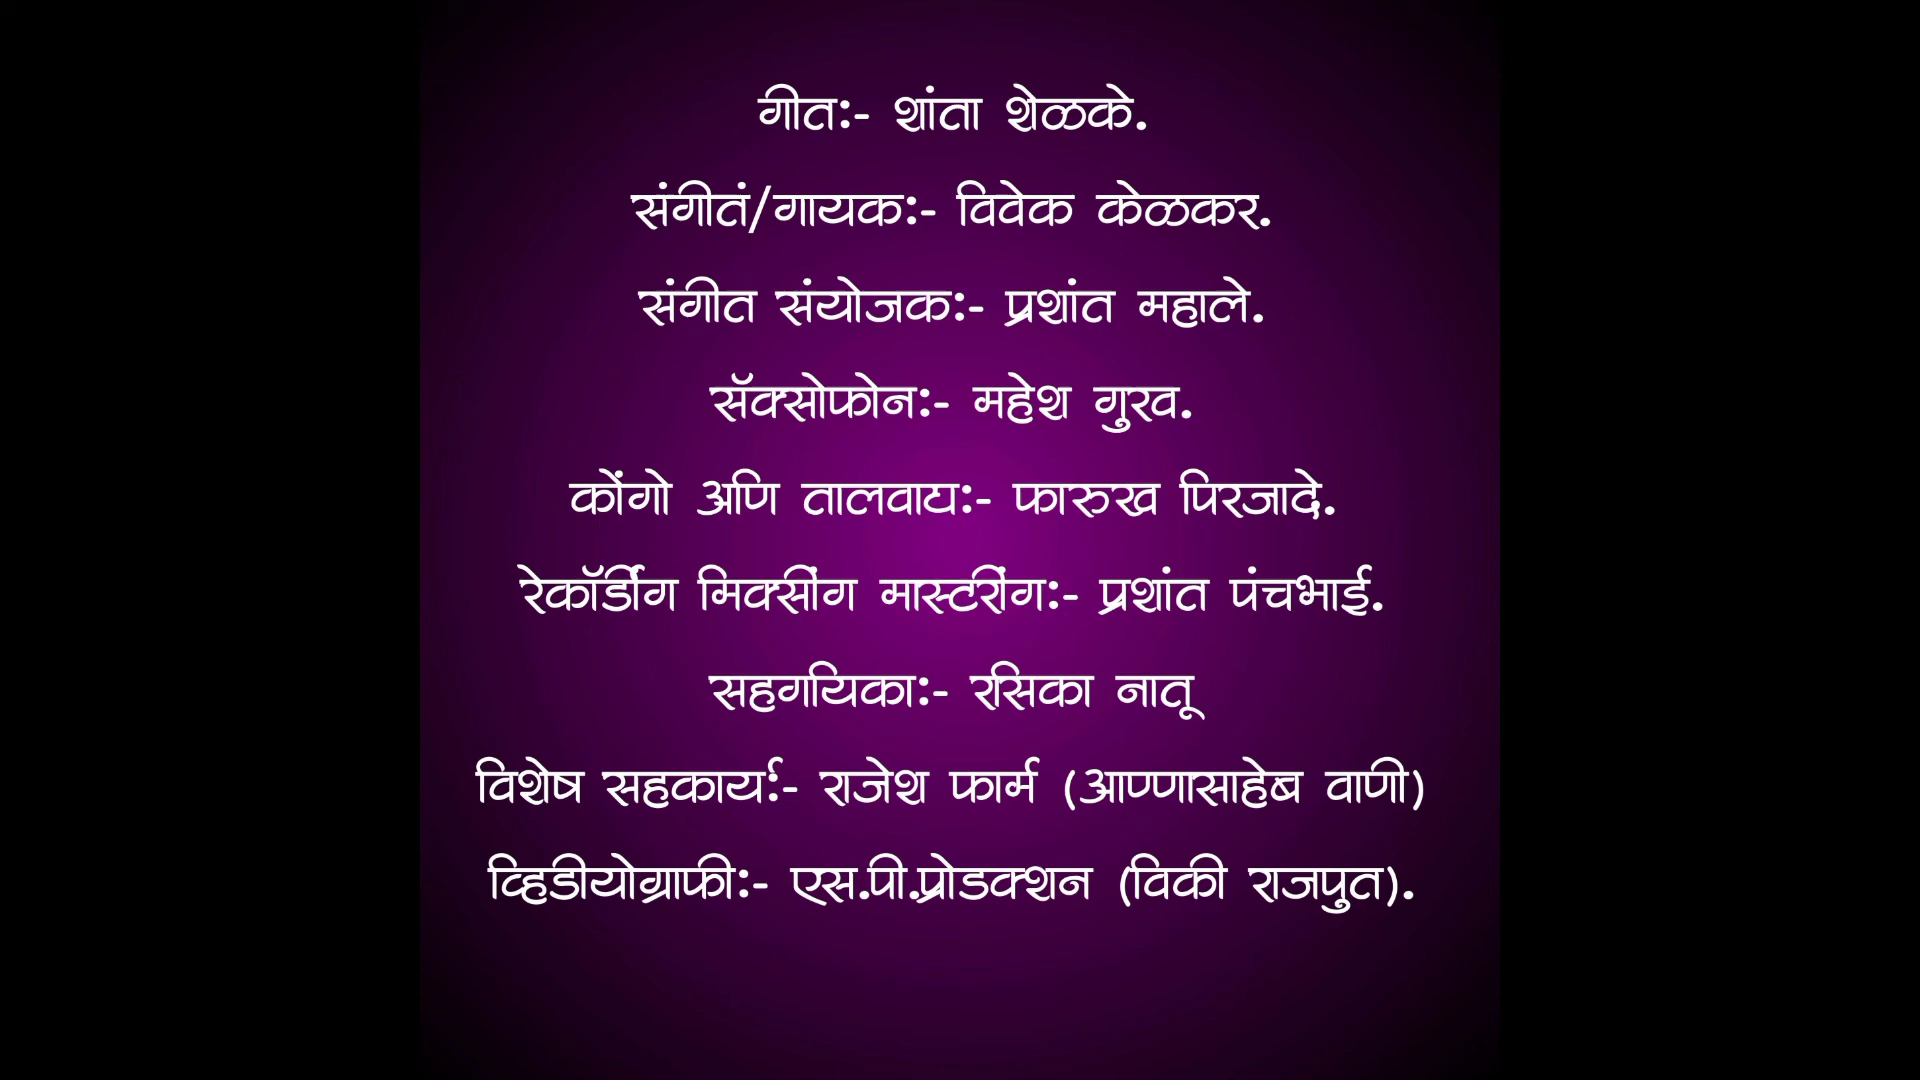 गीतः- शांता शेळके.
संगीतं/गायकः- विवेक केळकर.
संगीत संयोजकः- प्रशांत महाले.
सॅक्सोफोनः- महेश गुरव.
कोंगो अणि तालवाद्यः- फारुख पिरजादे.
रेकॉर्डींग मिक्सींग मास्टरींगः- प्रशांत पंचभाई.
सहगयिकाः- रसिका नातू
विशेष सहकार्यः- राजेश फार्म (आण्णासाहेब वाणी)
व्हिडीयोग्राफीः- एस.पी.प्रोडक्शन (विकी राजपुत).